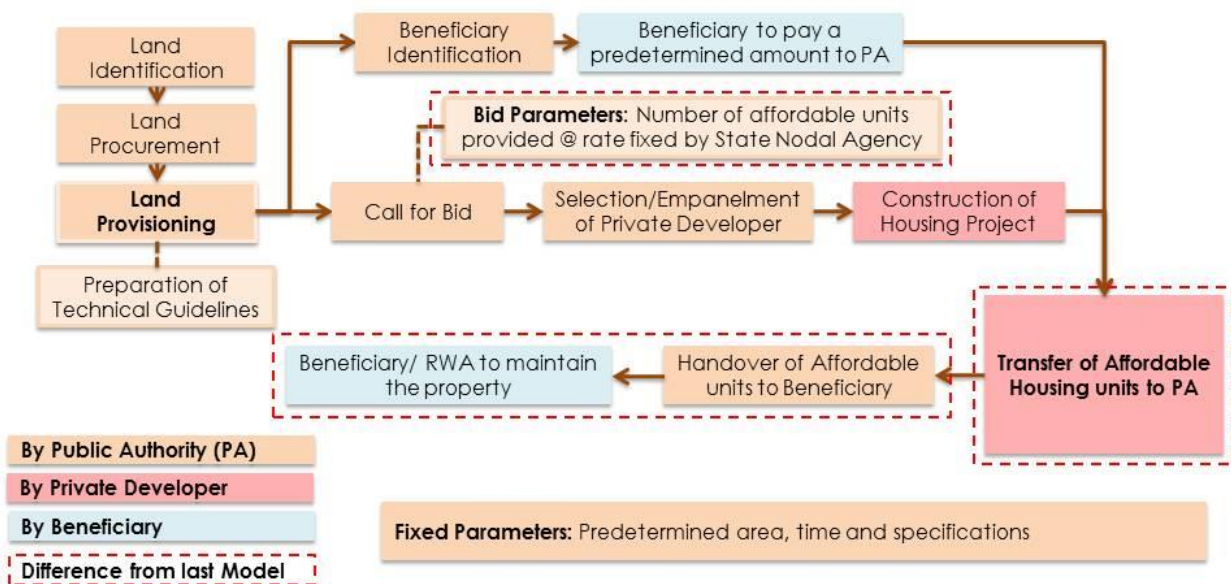 Land
Identification
Land
Procurement
Land
Provisioning
Preparation of
Technical Guidelines
Beneficiary
Identification
Beneficiary to pay a
predetermined amount to PA
Bid Parameters: Number of affordable units
provided @ rate fixed by State Nodal Agency
Call for Bid
Selection/Empanelment
of Private Developer
Construction of
Housing Project
Transfer of Affordable
Housing units to PA
Handover of Affordable
units to Beneficiary
Beneficiary/ RWA to maintain
the property
By Public Authority (PA)
By Private Developer
By Beneficiary
Difference from last Model
Fixed Parameters: Predetermined area, time and specifications